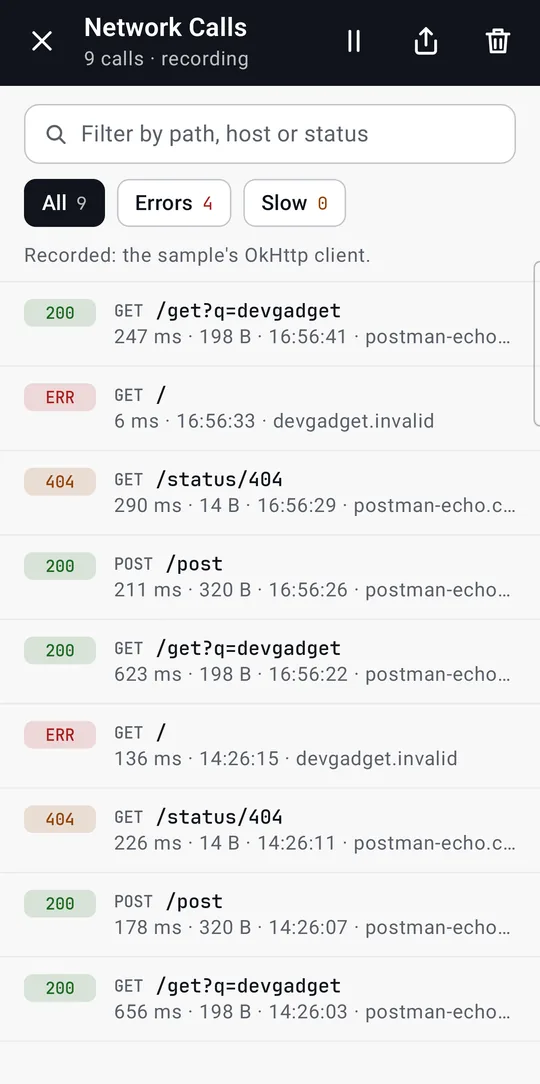 Network Calls
9 calls · recording
Filter by path, host or status
All 9 Errors 4 Slow 0
Recorded: the sample's OkHttp client.
200 GET /get?q=devgadget
247 ms · 198 B · 16:56:41 · postman-echo...
ERR GET /
6 ms · 16:56:33 · devgadget.invalid
404 GET /status/404
290 ms · 14 B · 16:56:29 · postman-echo.c...
200 POST /post
211 ms · 320 B · 16:56:26 · postman-echo...
200 GET /get?q=devgadget
623 ms · 198 B · 16:56:22 · postman-echo...
ERR GET /
136 ms · 14:26:15 · devgadget.invalid
404 GET /status/404
226 ms · 14 B · 14:26:11 · postman-echo.c...
200 POST /post
178 ms · 320 B · 14:26:07 · postman-echo...
200 GET /get?q=devgadget
656 ms · 198 B · 14:26:03 · postman-echo...